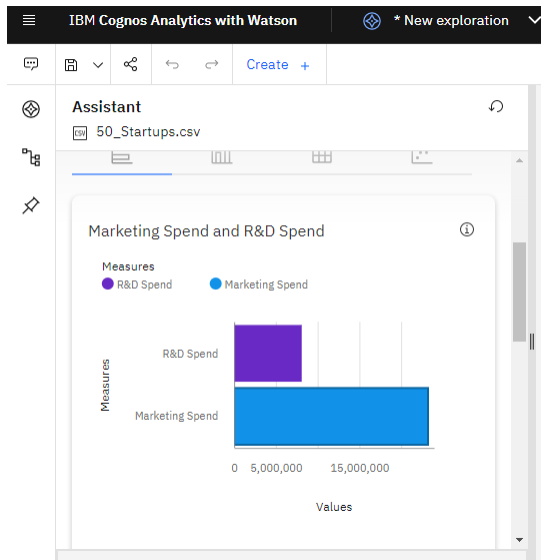 IBM Cognos Analytics with Watson
* New exploration
Create +
Assistant
CSV 50_Startups.csv
Marketing Spend and R&D Spend
Measures
R&D Spend
Marketing Spend
Measures
R&D Spend
Marketing Spend
0 5,000,000 15,000,000
Values